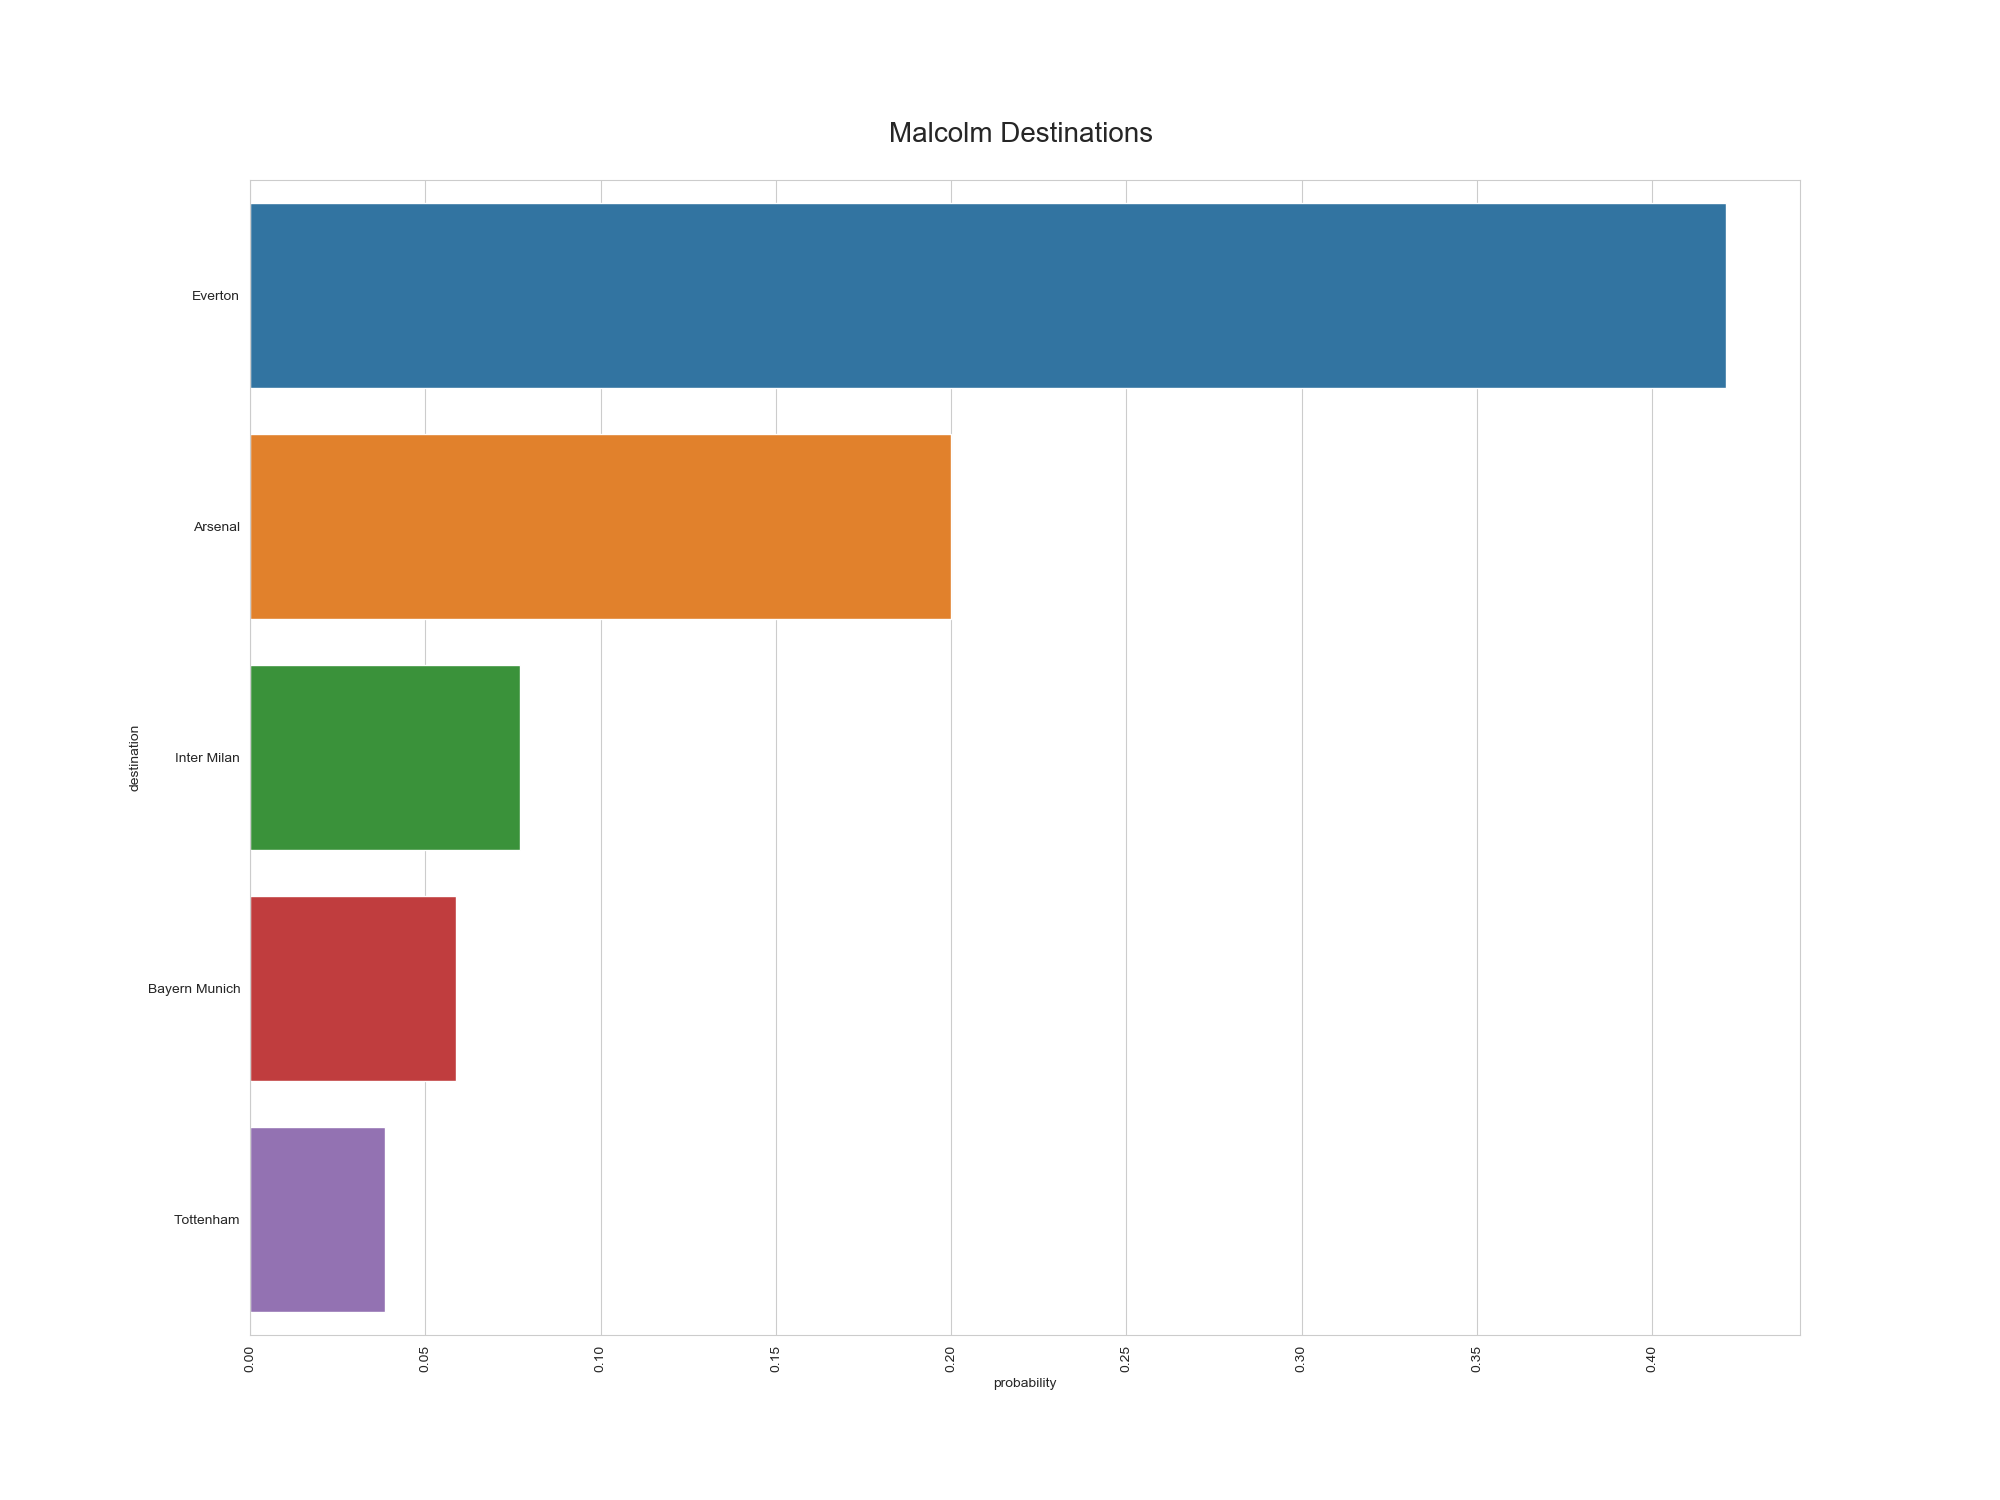 Malcolm Destinations
destination
Everton
Arsenal
Inter Milan
Bayern Munich
Tottenham
0.00 0.05 0.10 0.15 0.20 0.25 0.30 0.35 0.40
probability